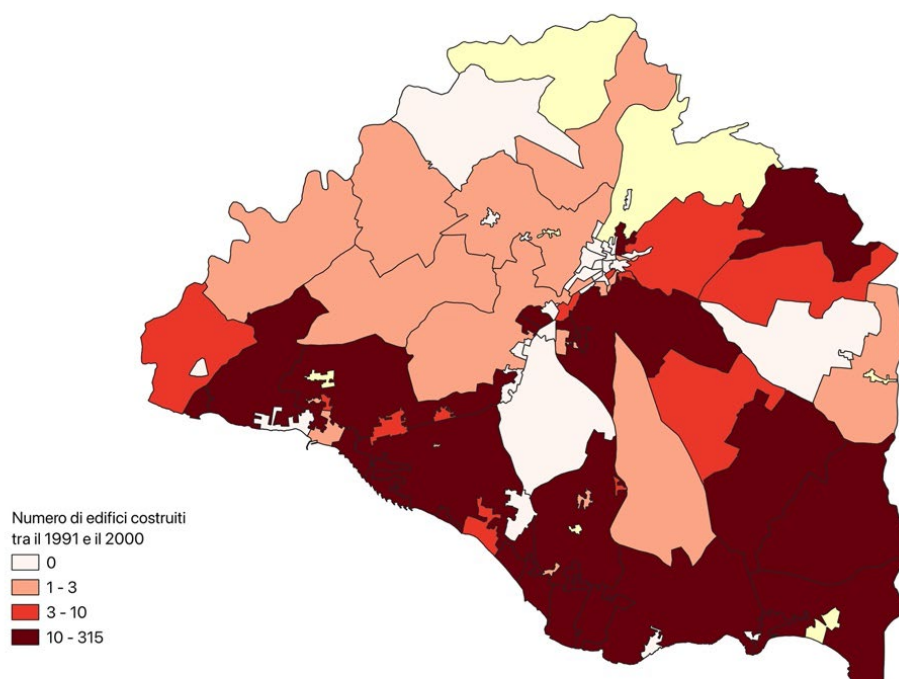 Numero di edifici costruiti
tra il 1991 e il 2000
0
1 - 3
3 - 10
10 - 315